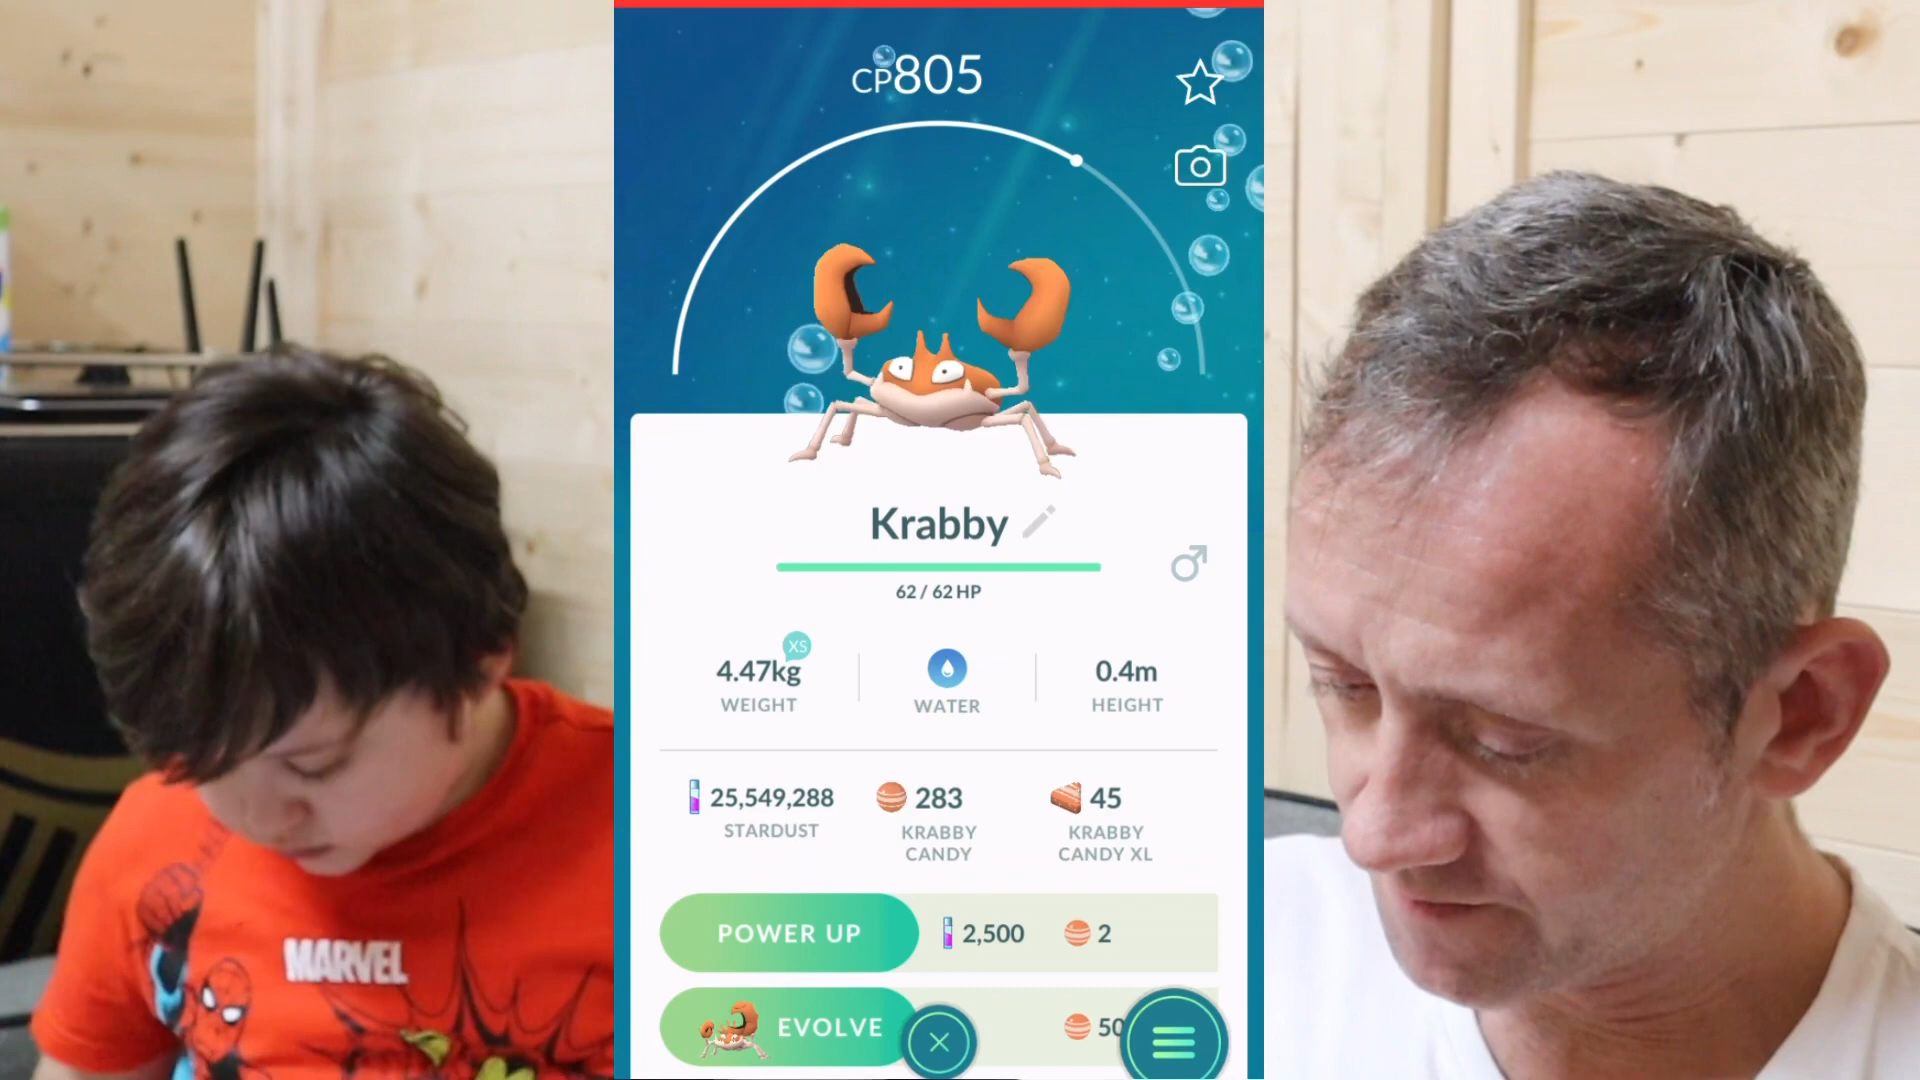 CP805
Krabby
62 / 62 HP
XS
4.47kg
WEIGHT
WATER
0.4m
HEIGHT
25,549,288
STARDUST
283
KRABBY
CANDY
45
KRABBY
CANDY XL
POWER UP
2,500
2
EVOLVE
50
MARVEL